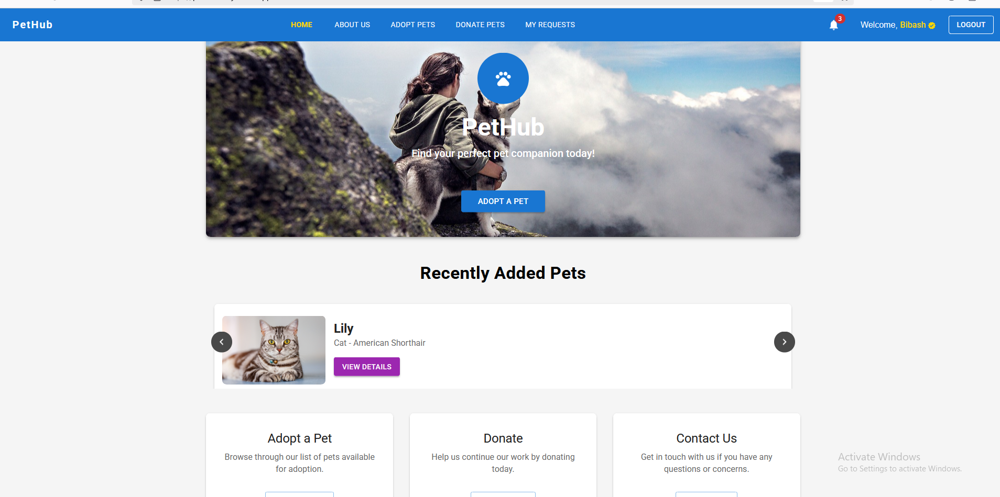 PetHub
HOME
ABOUT US
ADOPT PETS
DONATE PETS
MY REQUESTS
3
Welcome, Bibash
LOGOUT
PetHub
Find your perfect pet companion today!
ADOPT A PET
Recently Added Pets
Lily
Cat - American Shorthair
VIEW DETAILS
Adopt a Pet
Browse through our list of pets available
for adoption.
Donate
Help us continue our work by donating
today.
Contact Us
Get in touch with us if you have any
questions or concerns.
Activate Windows
Go to Settings to activate Windows.